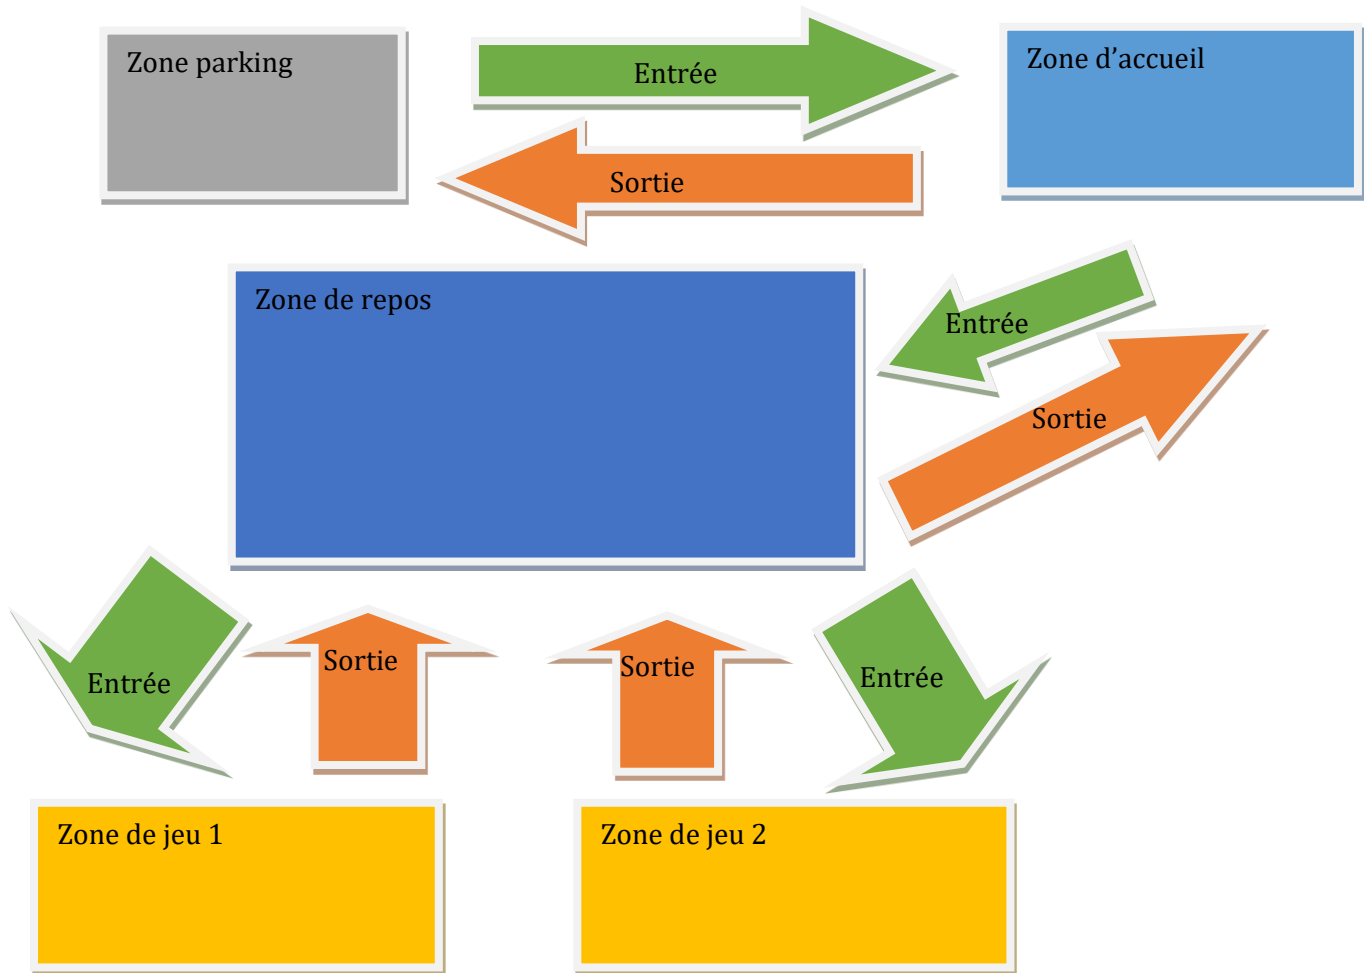 Zone parking
Entrée
Zone d’accueil
Sortie
Zone de repos
Entrée
Sortie
Entrée
Sortie
Sortie
Entrée
Zone de jeu 1
Zone de jeu 2